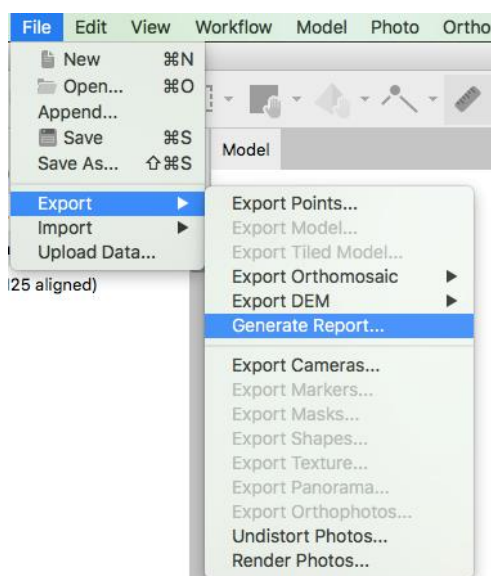 File Edit View Workflow Model Photo Ortho
New ⌘N
Open... ⌘O
Append...
Save ⌘S
Save As... ⇧⌘S
Model
Export
Import
Upload Data...
125 aligned)
Export Points...
Export Model...
Export Tiled Model...
Export Orthomosaic
Export DEM
Generate Report...
Export Cameras...
Export Markers...
Export Masks...
Export Shapes...
Export Texture...
Export Panorama...
Export Orthophotos...
Undistort Photos...
Render Photos...